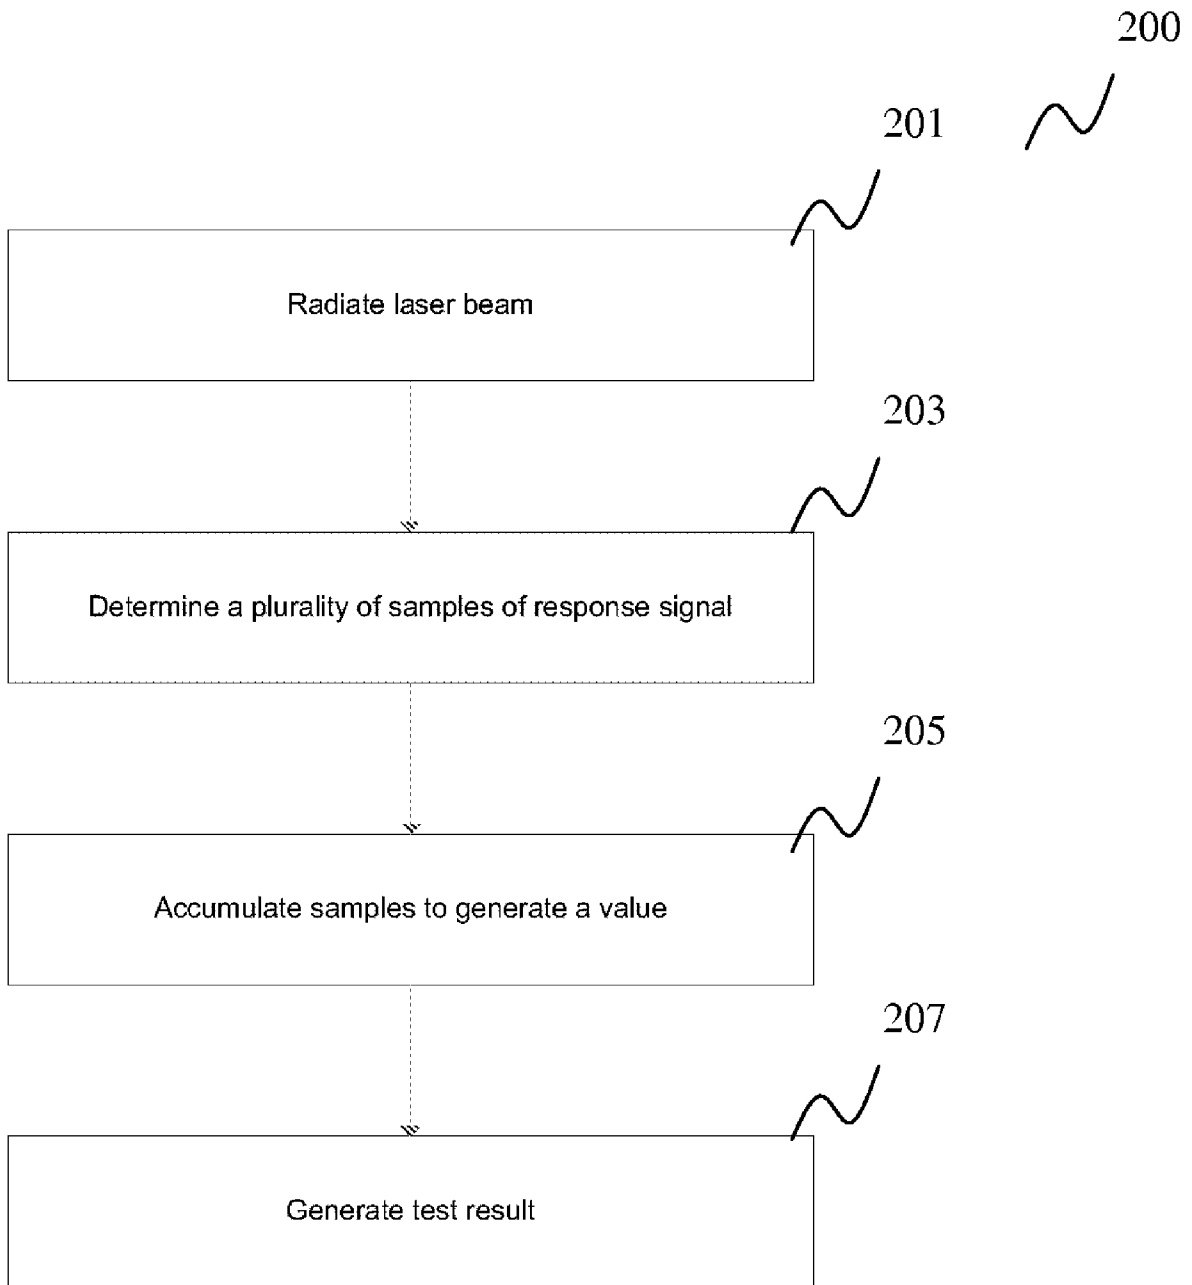 200
201
Radiate laser beam
203
Determine a plurality of samples of response signal
205
Accumulate samples to generate a value
207
Generate test result